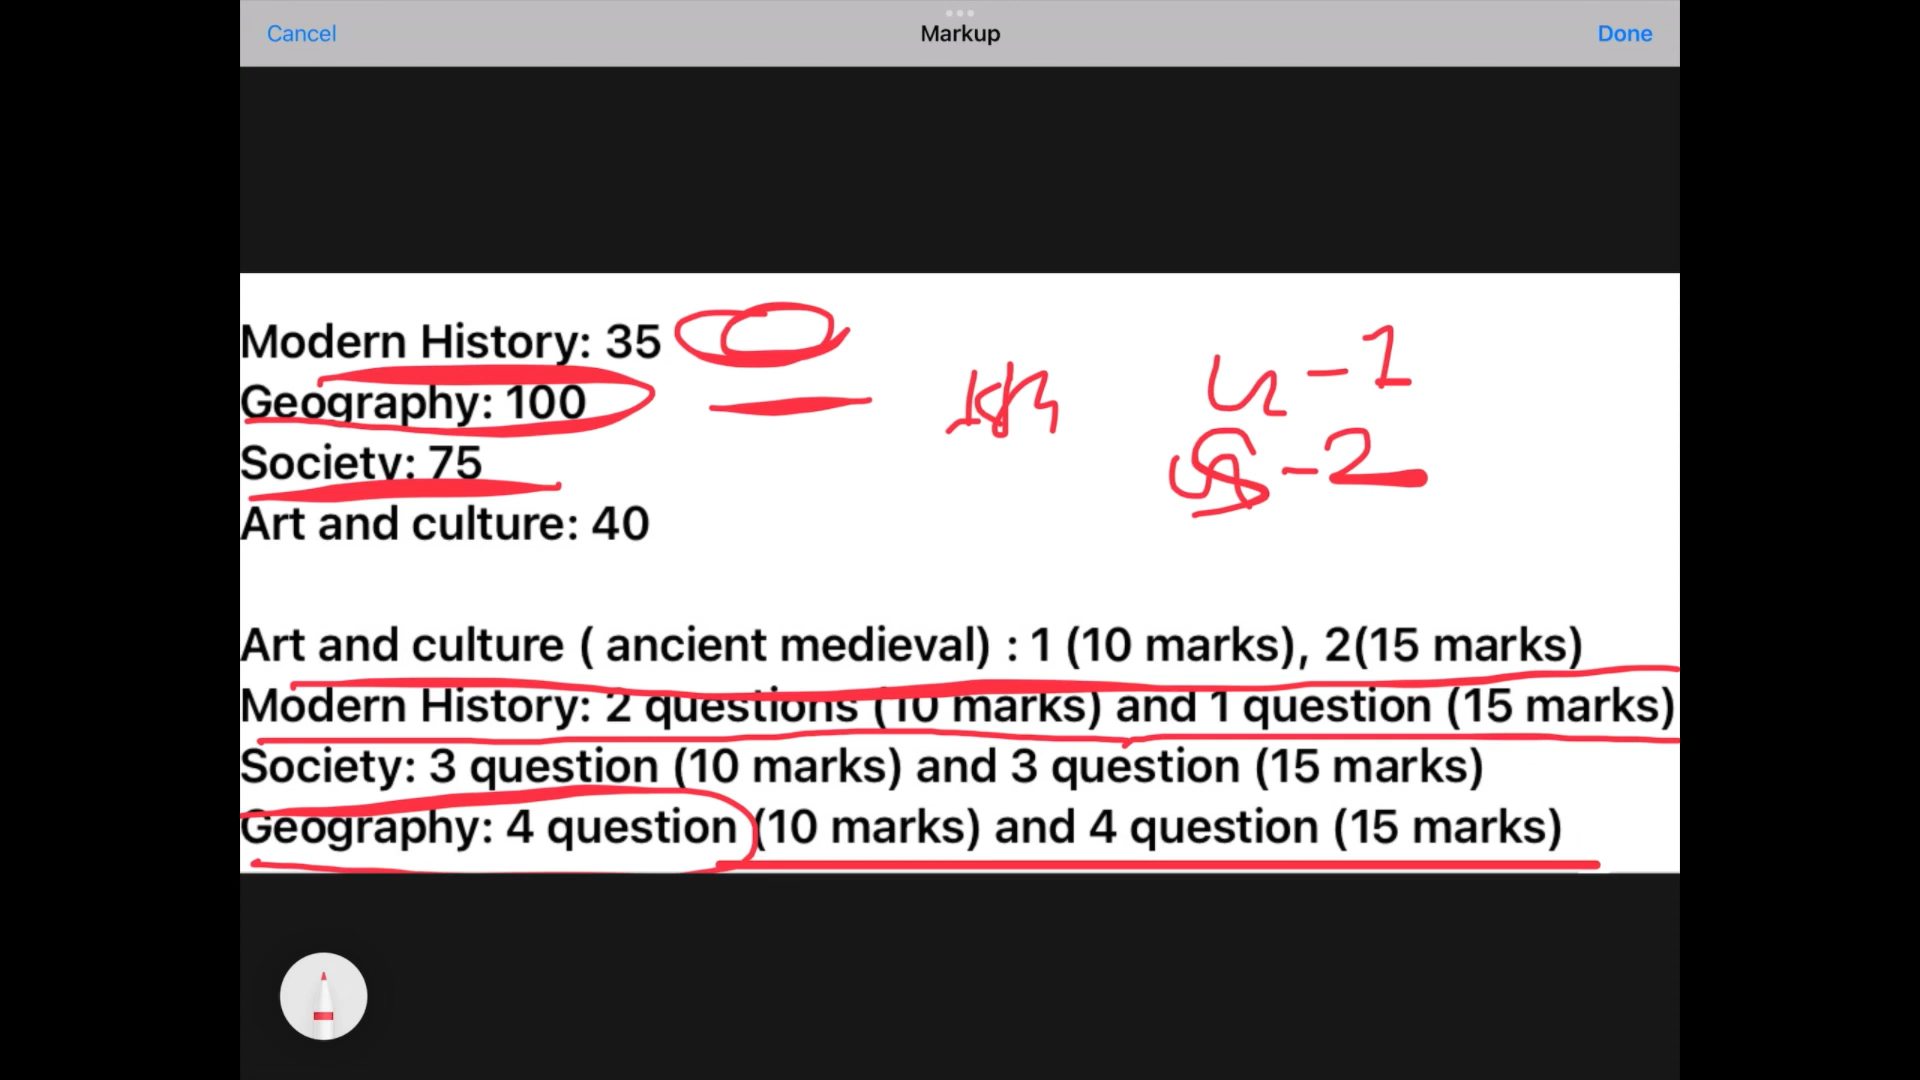 Cancel
Markup
Done
Modern History: 35
Geography: 100
Society: 75
Art and culture: 40
-1
-2
Art and culture ( ancient medieval) : 1 (10 marks), 2(15 marks)
Modern History: 2 questions (10 marks) and 1 question (15 marks)
Society: 3 question (10 marks) and 3 question (15 marks)
Geography: 4 question (10 marks) and 4 question (15 marks)